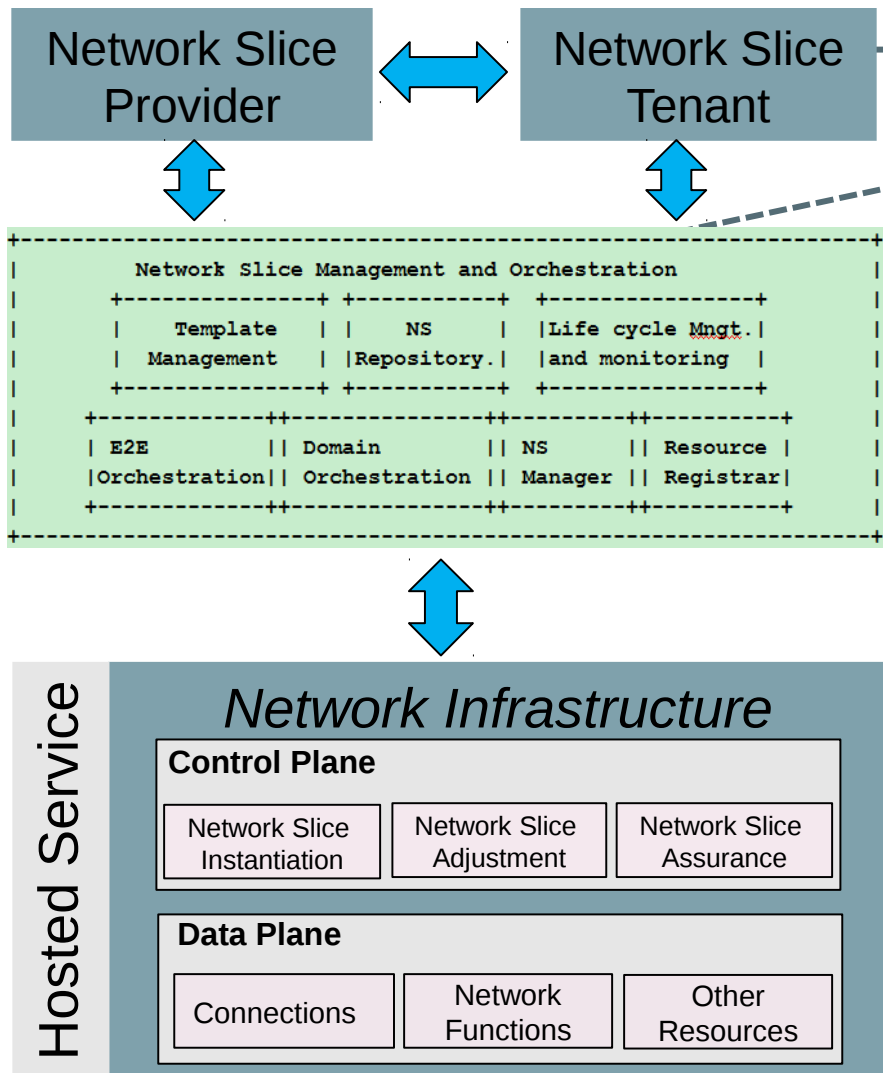 Network Slice
Provider
Network Slice
Tenant
+------------------------------------------------------------------+
|         Network Slice Management and Orchestration               |
|       +----------------+ +-----------+  +----------------+        |
|       |    Template   | |    NS     |  |Life cycle Mngt.|        |
|       |  Management   | |Repository.|  |and monitoring  |        |
|       +----------------+ +-----------+  +----------------+        |
|     +-------------++---------------++---------++----------+      |
|     | E2E         || Domain        || NS      || Resource |      |
|     |Orchestration|| Orchestration || Manager || Registrar|      |
|     +-------------++---------------++---------++----------+      |
+------------------------------------------------------------------+
Hosted Service
Network Infrastructure
Control Plane
Network Slice
Instantiation
Network Slice
Adjustment
Network Slice
Assurance
Data Plane
Connections
Network
Functions
Other
Resources